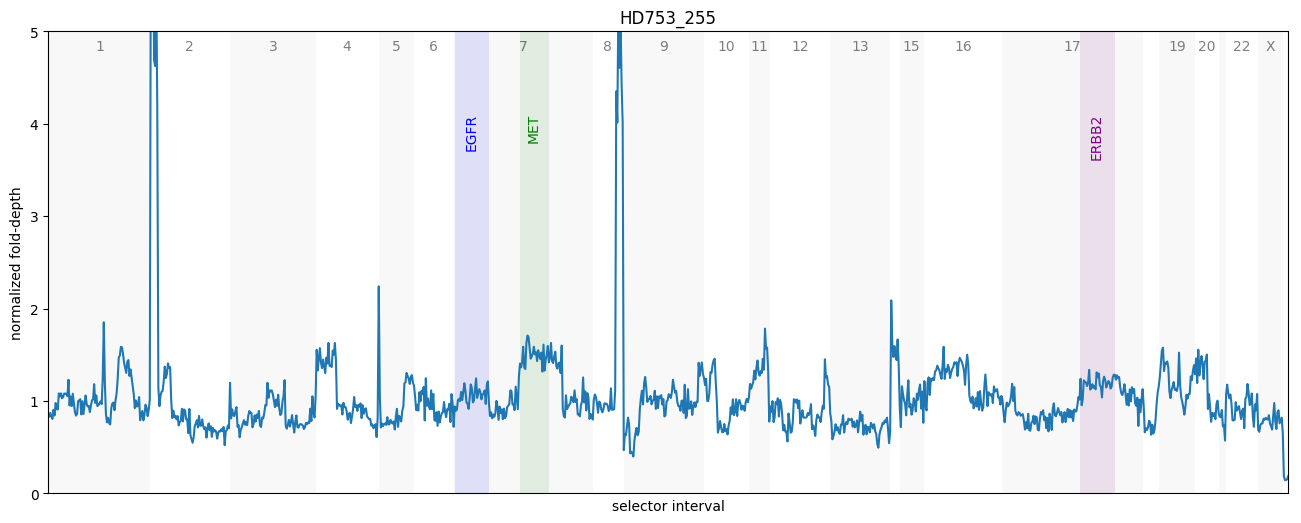 HD753_255
5
1 2 3 4 5 6 7 8 9 10 11 12 13 15 16 17 19 20 22 X
4
EGFR
MET
ERBB2
3
2
1
0
normalized fold-depth
selector interval